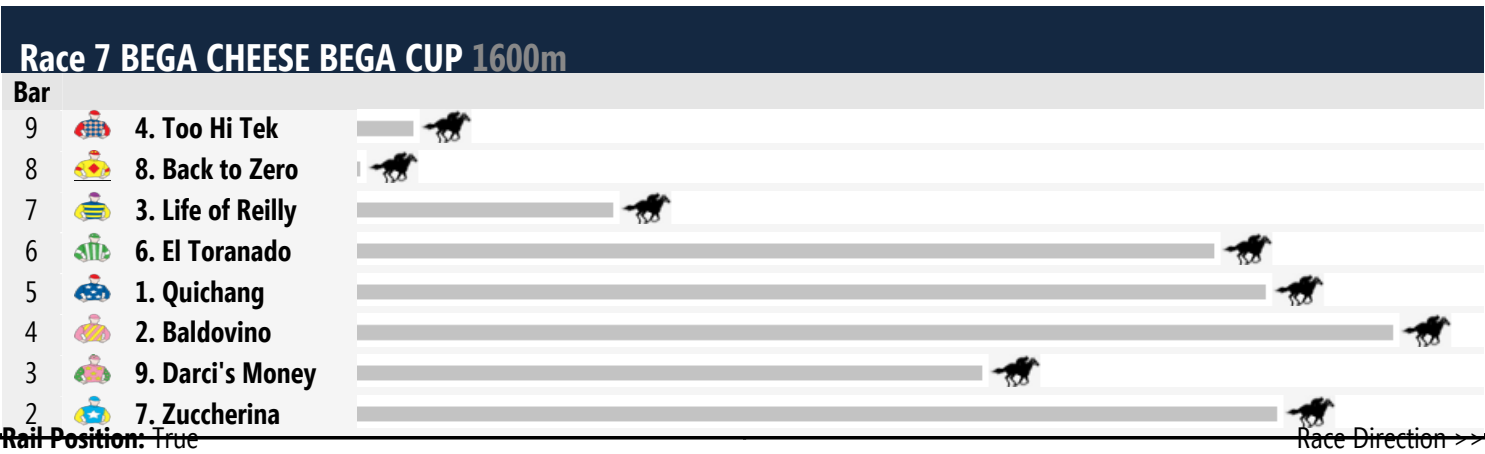 Race 7 BEGA CHEESE BEGA CUP 1600m
Bar
9 4. Too Hi Tek
8 8. Back to Zero
7 3. Life of Reilly
6 6. El Toranado
5 1. Quichang
4 2. Baldovino
3 9. Darci's Money
2 7. Zuccherina
Rail Position: True Race Direction >>